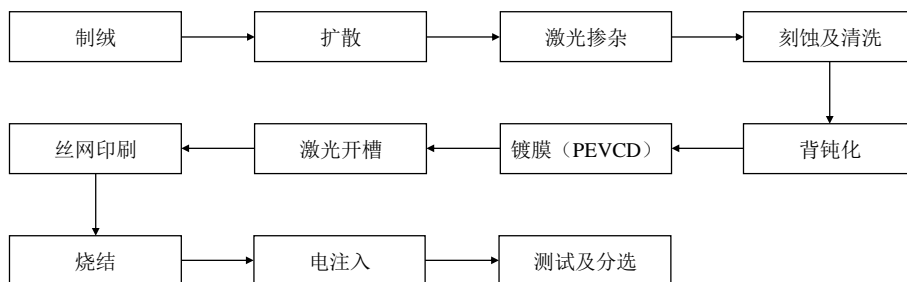 制绒
扩散
激光掺杂
刻蚀及清洗
背钝化
镀膜（PEVCD）
激光开槽
丝网印刷
烧结
电注入
测试及分选